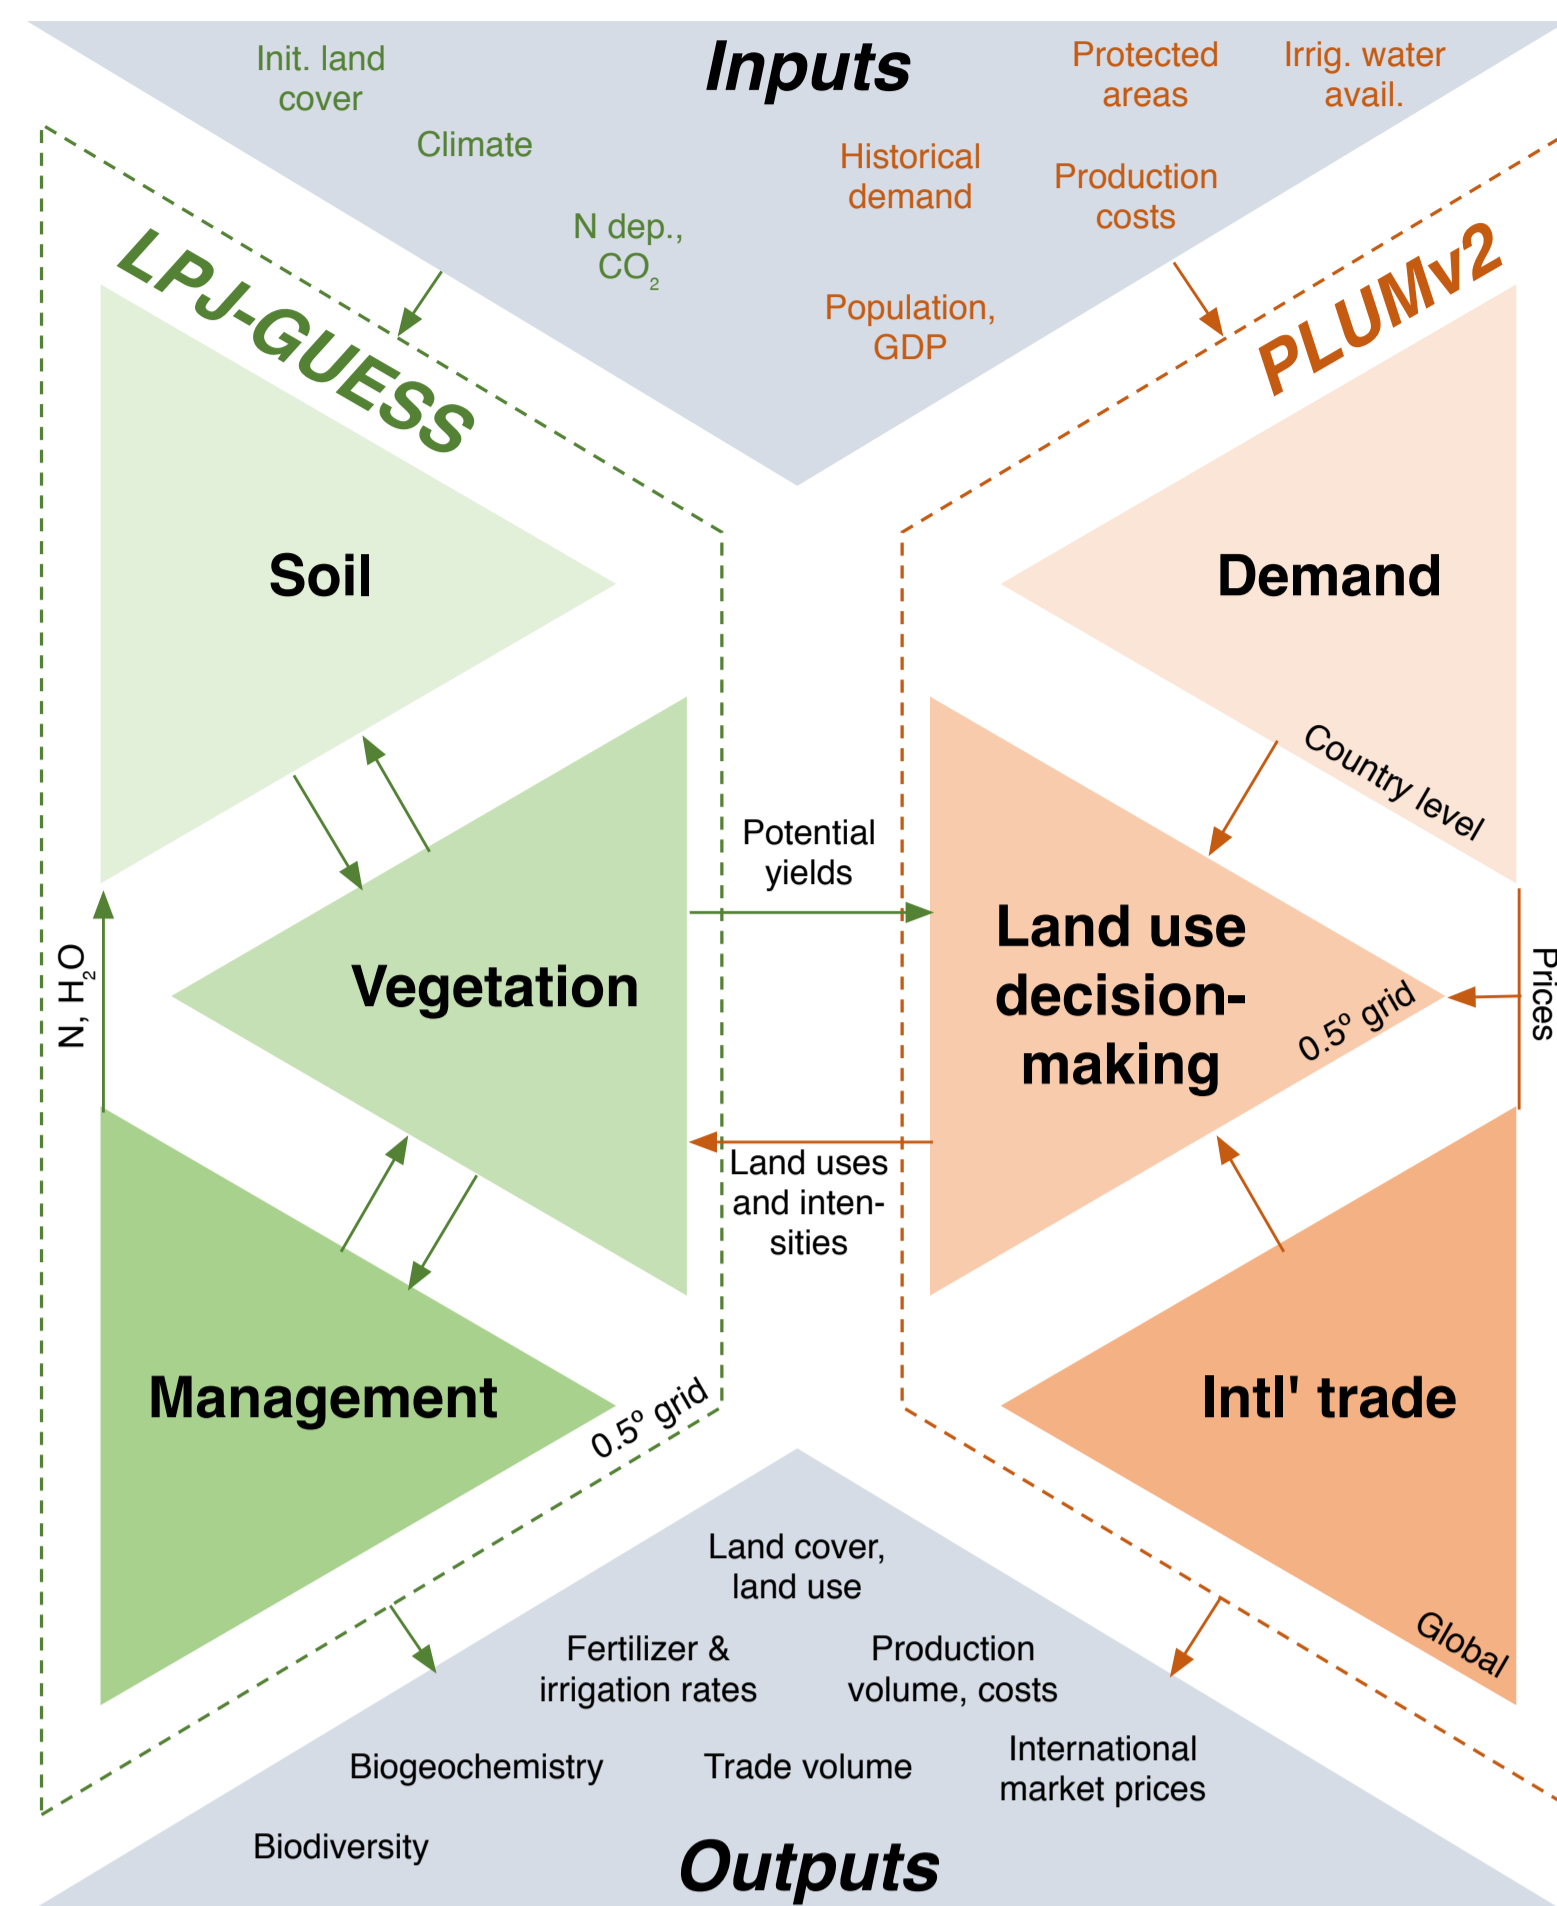 Inputs
Init. land
cover
Climate
N dep.,
CO₂
Protected
areas
Irrig. water
avail.
Historical
demand
Production
costs
Population,
GDP
LPJ-GUESS
PLUMv2
Soil
Demand
Country level
Potential
yields
Vegetation
N, H₂O
Land use
decision-
making
0.5º grid
Prices
Land uses
and inten-
sities
Management
0.5º grid
Intl' trade
Global
Land cover,
land use
Fertilizer &
irrigation rates
Production
volume, costs
Biogeochemistry
Trade volume
International
market prices
Biodiversity
Outputs